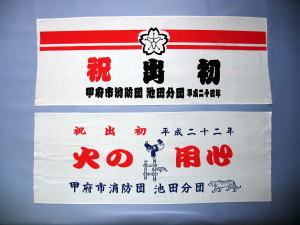 祝 出 初
甲府市消防団 池田分団 平成二十四年
祝 出 初 平成二十二年
火の用心
甲府市消防団 池田分団